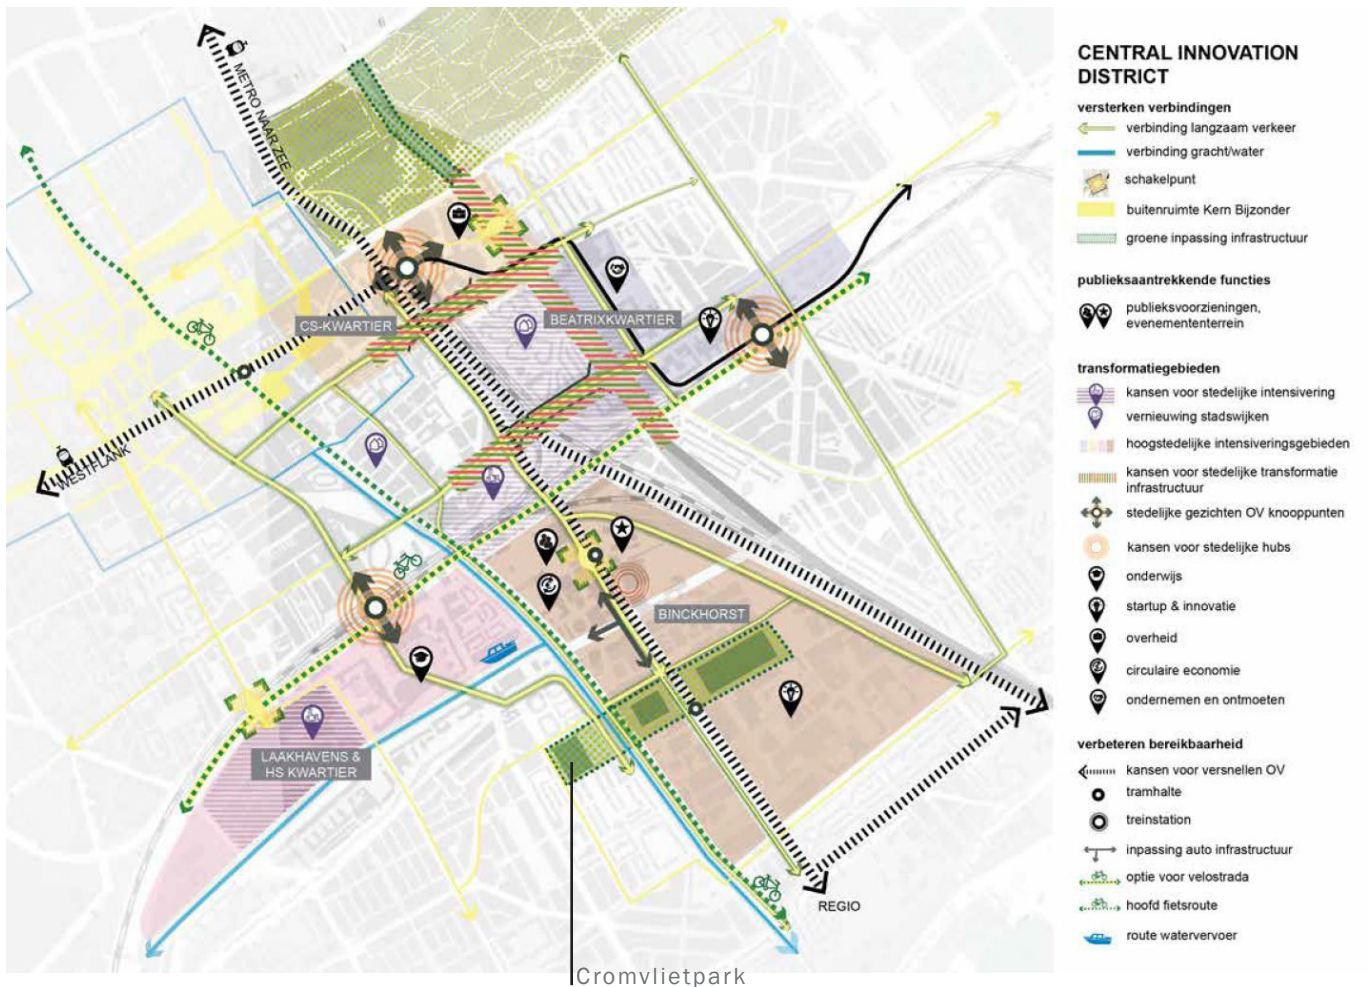 METRO NAAR ZEE
CS-KWARTIER
BEATRIXKWARTIER
WESTFLANK
BINCKHORST
LAAKHAVENS &
HS KWARTIER
REGIO
Cromvlietpark
CENTRAL INNOVATION
DISTRICT
versterken verbindingen
verbinding langzaam verkeer
verbinding gracht/water
schakelpunt
buitenruimte Kern Bijzonder
groene inpassing infrastructuur
publieksaantrekkende functies
publieksvoorzieningen,
evenemententerrein
transformatiegebieden
kansen voor stedelijke intensivering
vernieuwing stadswijken
hoogstedelijke intensiveringsgebieden
kansen voor stedelijke transformatie
infrastructuur
stedelijke gezichten OV knooppunten
kansen voor stedelijke hubs
onderwijs
startup & innovatie
overheid
circulaire economie
ondernemen en ontmoeten
verbeteren bereikbaarheid
kansen voor versnellen OV
tramhalte
treinstation
inpassing auto infrastructuur
optie voor velostrada
hoofd fietsroute
route watervervoer